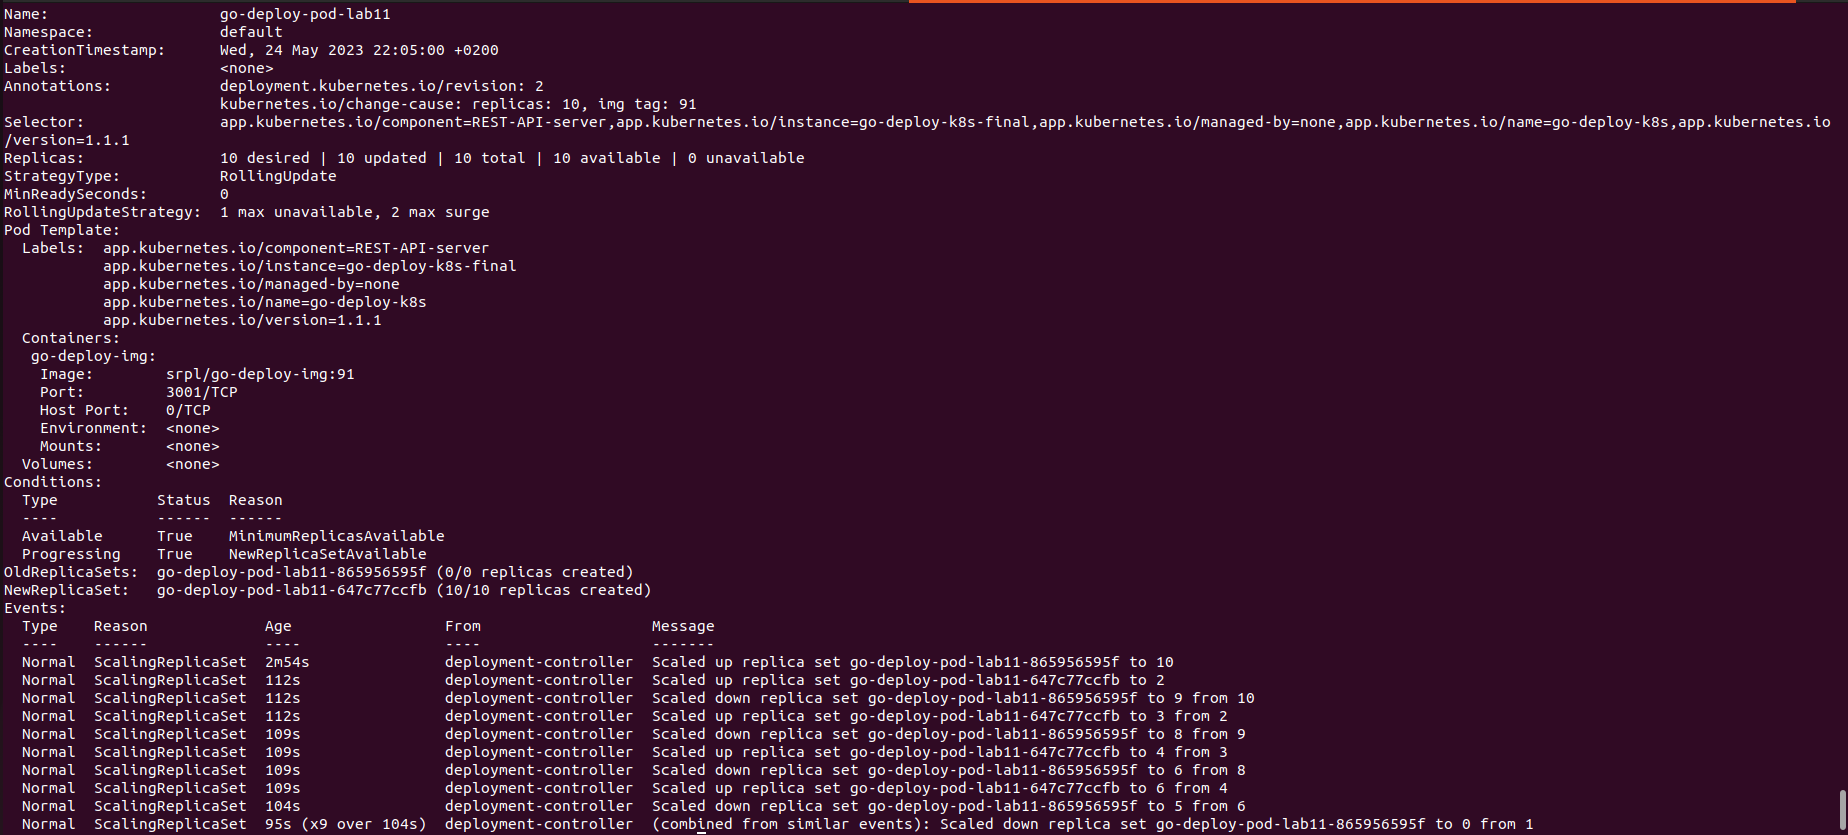 Name:                   go-deploy-pod-lab11
Namespace:              default
CreationTimestamp:      Wed, 24 May 2023 22:05:00 +0200
Labels:                 <none>
Annotations:            deployment.kubernetes.io/revision: 2
                        kubernetes.io/change-cause: replicas: 10, img tag: 91
Selector:               app.kubernetes.io/component=REST-API-server,app.kubernetes.io/instance=go-deploy-k8s-final,app.kubernetes.io/managed-by=none,app.kubernetes.io/name=go-deploy-k8s,app.kubernetes.io
/version=1.1.1
Replicas:               10 desired | 10 updated | 10 total | 10 available | 0 unavailable
StrategyType:           RollingUpdate
MinReadySeconds:        0
RollingUpdateStrategy:  1 max unavailable, 2 max surge
Pod Template:
  Labels:  app.kubernetes.io/component=REST-API-server
           app.kubernetes.io/instance=go-deploy-k8s-final
           app.kubernetes.io/managed-by=none
           app.kubernetes.io/name=go-deploy-k8s
           app.kubernetes.io/version=1.1.1
  Containers:
   go-deploy-img:
    Image:        srpl/go-deploy-img:91
    Port:         3001/TCP
    Host Port:    0/TCP
    Environment:  <none>
    Mounts:       <none>
  Volumes:        <none>
Conditions:
  Type           Status  Reason
  ----           ------  ------
  Available      True    MinimumReplicasAvailable
  Progressing    True    NewReplicaSetAvailable
OldReplicaSets:  go-deploy-pod-lab11-865956595f (0/0 replicas created)
NewReplicaSet:   go-deploy-pod-lab11-647c77ccfb (10/10 replicas created)
Events:
  Type    Reason             Age                 From                   Message
  ----    ------             ----                ----                   -------
  Normal  ScalingReplicaSet  2m54s               deployment-controller  Scaled up replica set go-deploy-pod-lab11-865956595f to 10
  Normal  ScalingReplicaSet  112s                deployment-controller  Scaled up replica set go-deploy-pod-lab11-647c77ccfb to 2
  Normal  ScalingReplicaSet  112s                deployment-controller  Scaled down replica set go-deploy-pod-lab11-865956595f to 9 from 10
  Normal  ScalingReplicaSet  112s                deployment-controller  Scaled up replica set go-deploy-pod-lab11-647c77ccfb to 3 from 2
  Normal  ScalingReplicaSet  109s                deployment-controller  Scaled down replica set go-deploy-pod-lab11-865956595f to 8 from 9
  Normal  ScalingReplicaSet  109s                deployment-controller  Scaled up replica set go-deploy-pod-lab11-647c77ccfb to 4 from 3
  Normal  ScalingReplicaSet  109s                deployment-controller  Scaled down replica set go-deploy-pod-lab11-865956595f to 6 from 8
  Normal  ScalingReplicaSet  109s                deployment-controller  Scaled up replica set go-deploy-pod-lab11-647c77ccfb to 6 from 4
  Normal  ScalingReplicaSet  104s                deployment-controller  Scaled down replica set go-deploy-pod-lab11-865956595f to 5 from 6
  Normal  ScalingReplicaSet  95s (x9 over 104s)  deployment-controller  (combined from similar events): Scaled down replica set go-deploy-pod-lab11-865956595f to 0 from 1